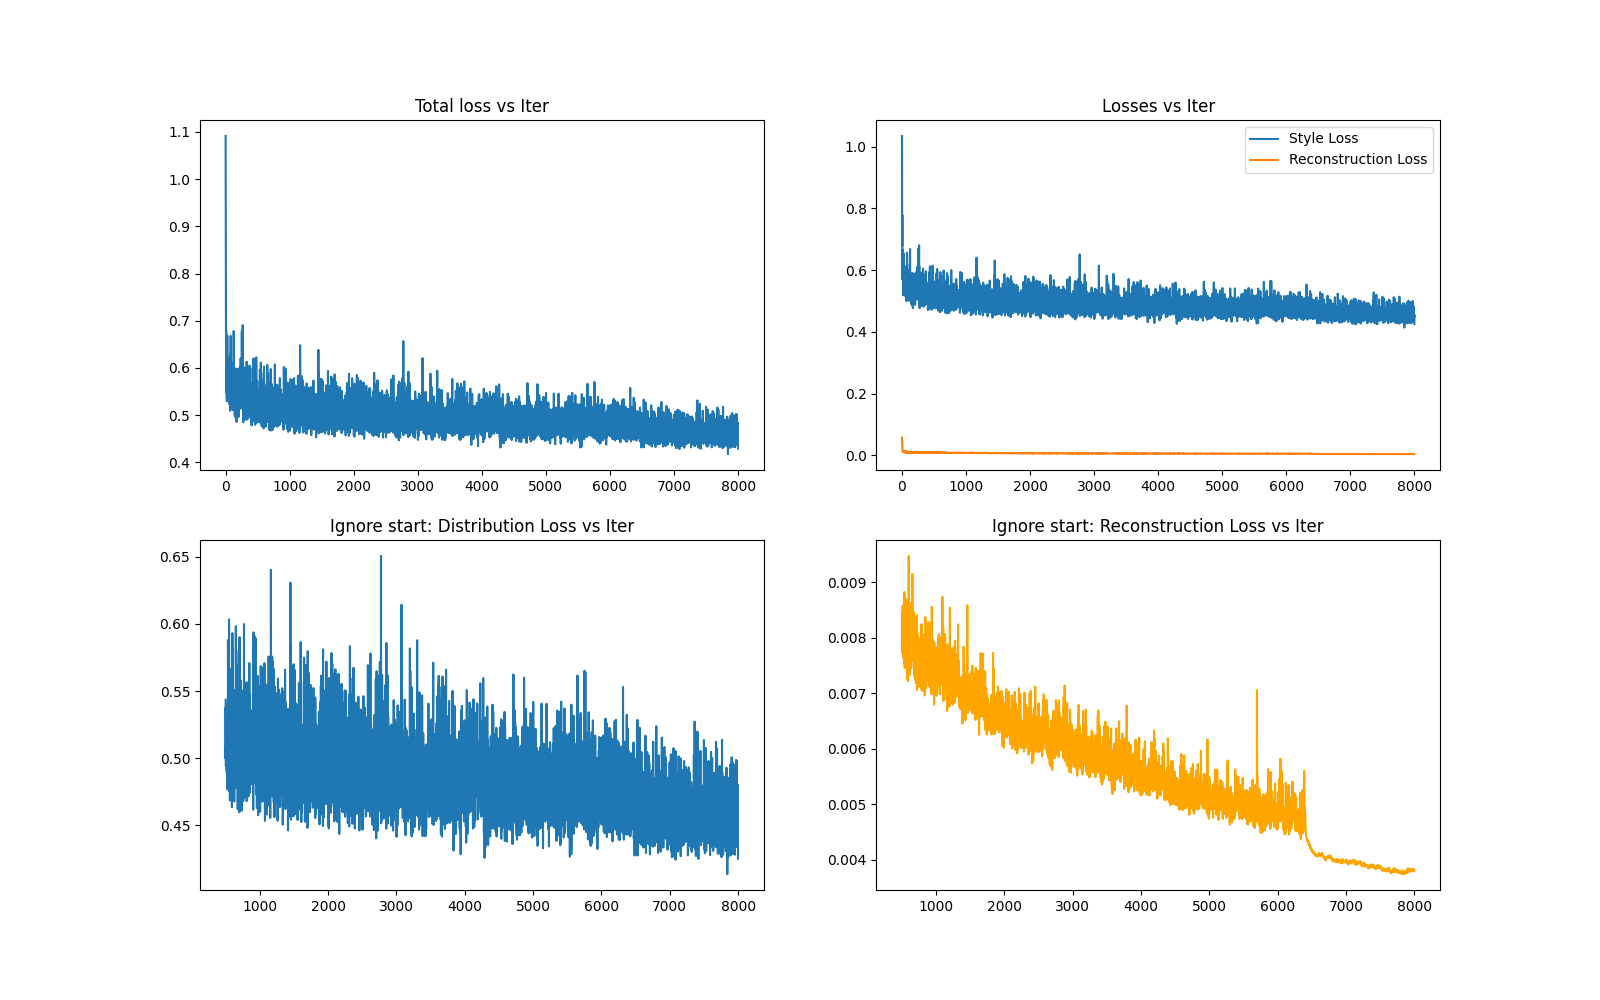 Total loss vs Iter
1.1
1.0
0.9
0.8
0.7
0.6
0.5
0.4
0 1000 2000 3000 4000 5000 6000 7000 8000
Losses vs Iter
Style Loss
Reconstruction Loss
1.0
0.8
0.6
0.4
0.2
0.0
0 1000 2000 3000 4000 5000 6000 7000 8000
Ignore start: Distribution Loss vs Iter
0.65
0.60
0.55
0.50
0.45
1000 2000 3000 4000 5000 6000 7000 8000
Ignore start: Reconstruction Loss vs Iter
0.009
0.008
0.007
0.006
0.005
0.004
1000 2000 3000 4000 5000 6000 7000 8000